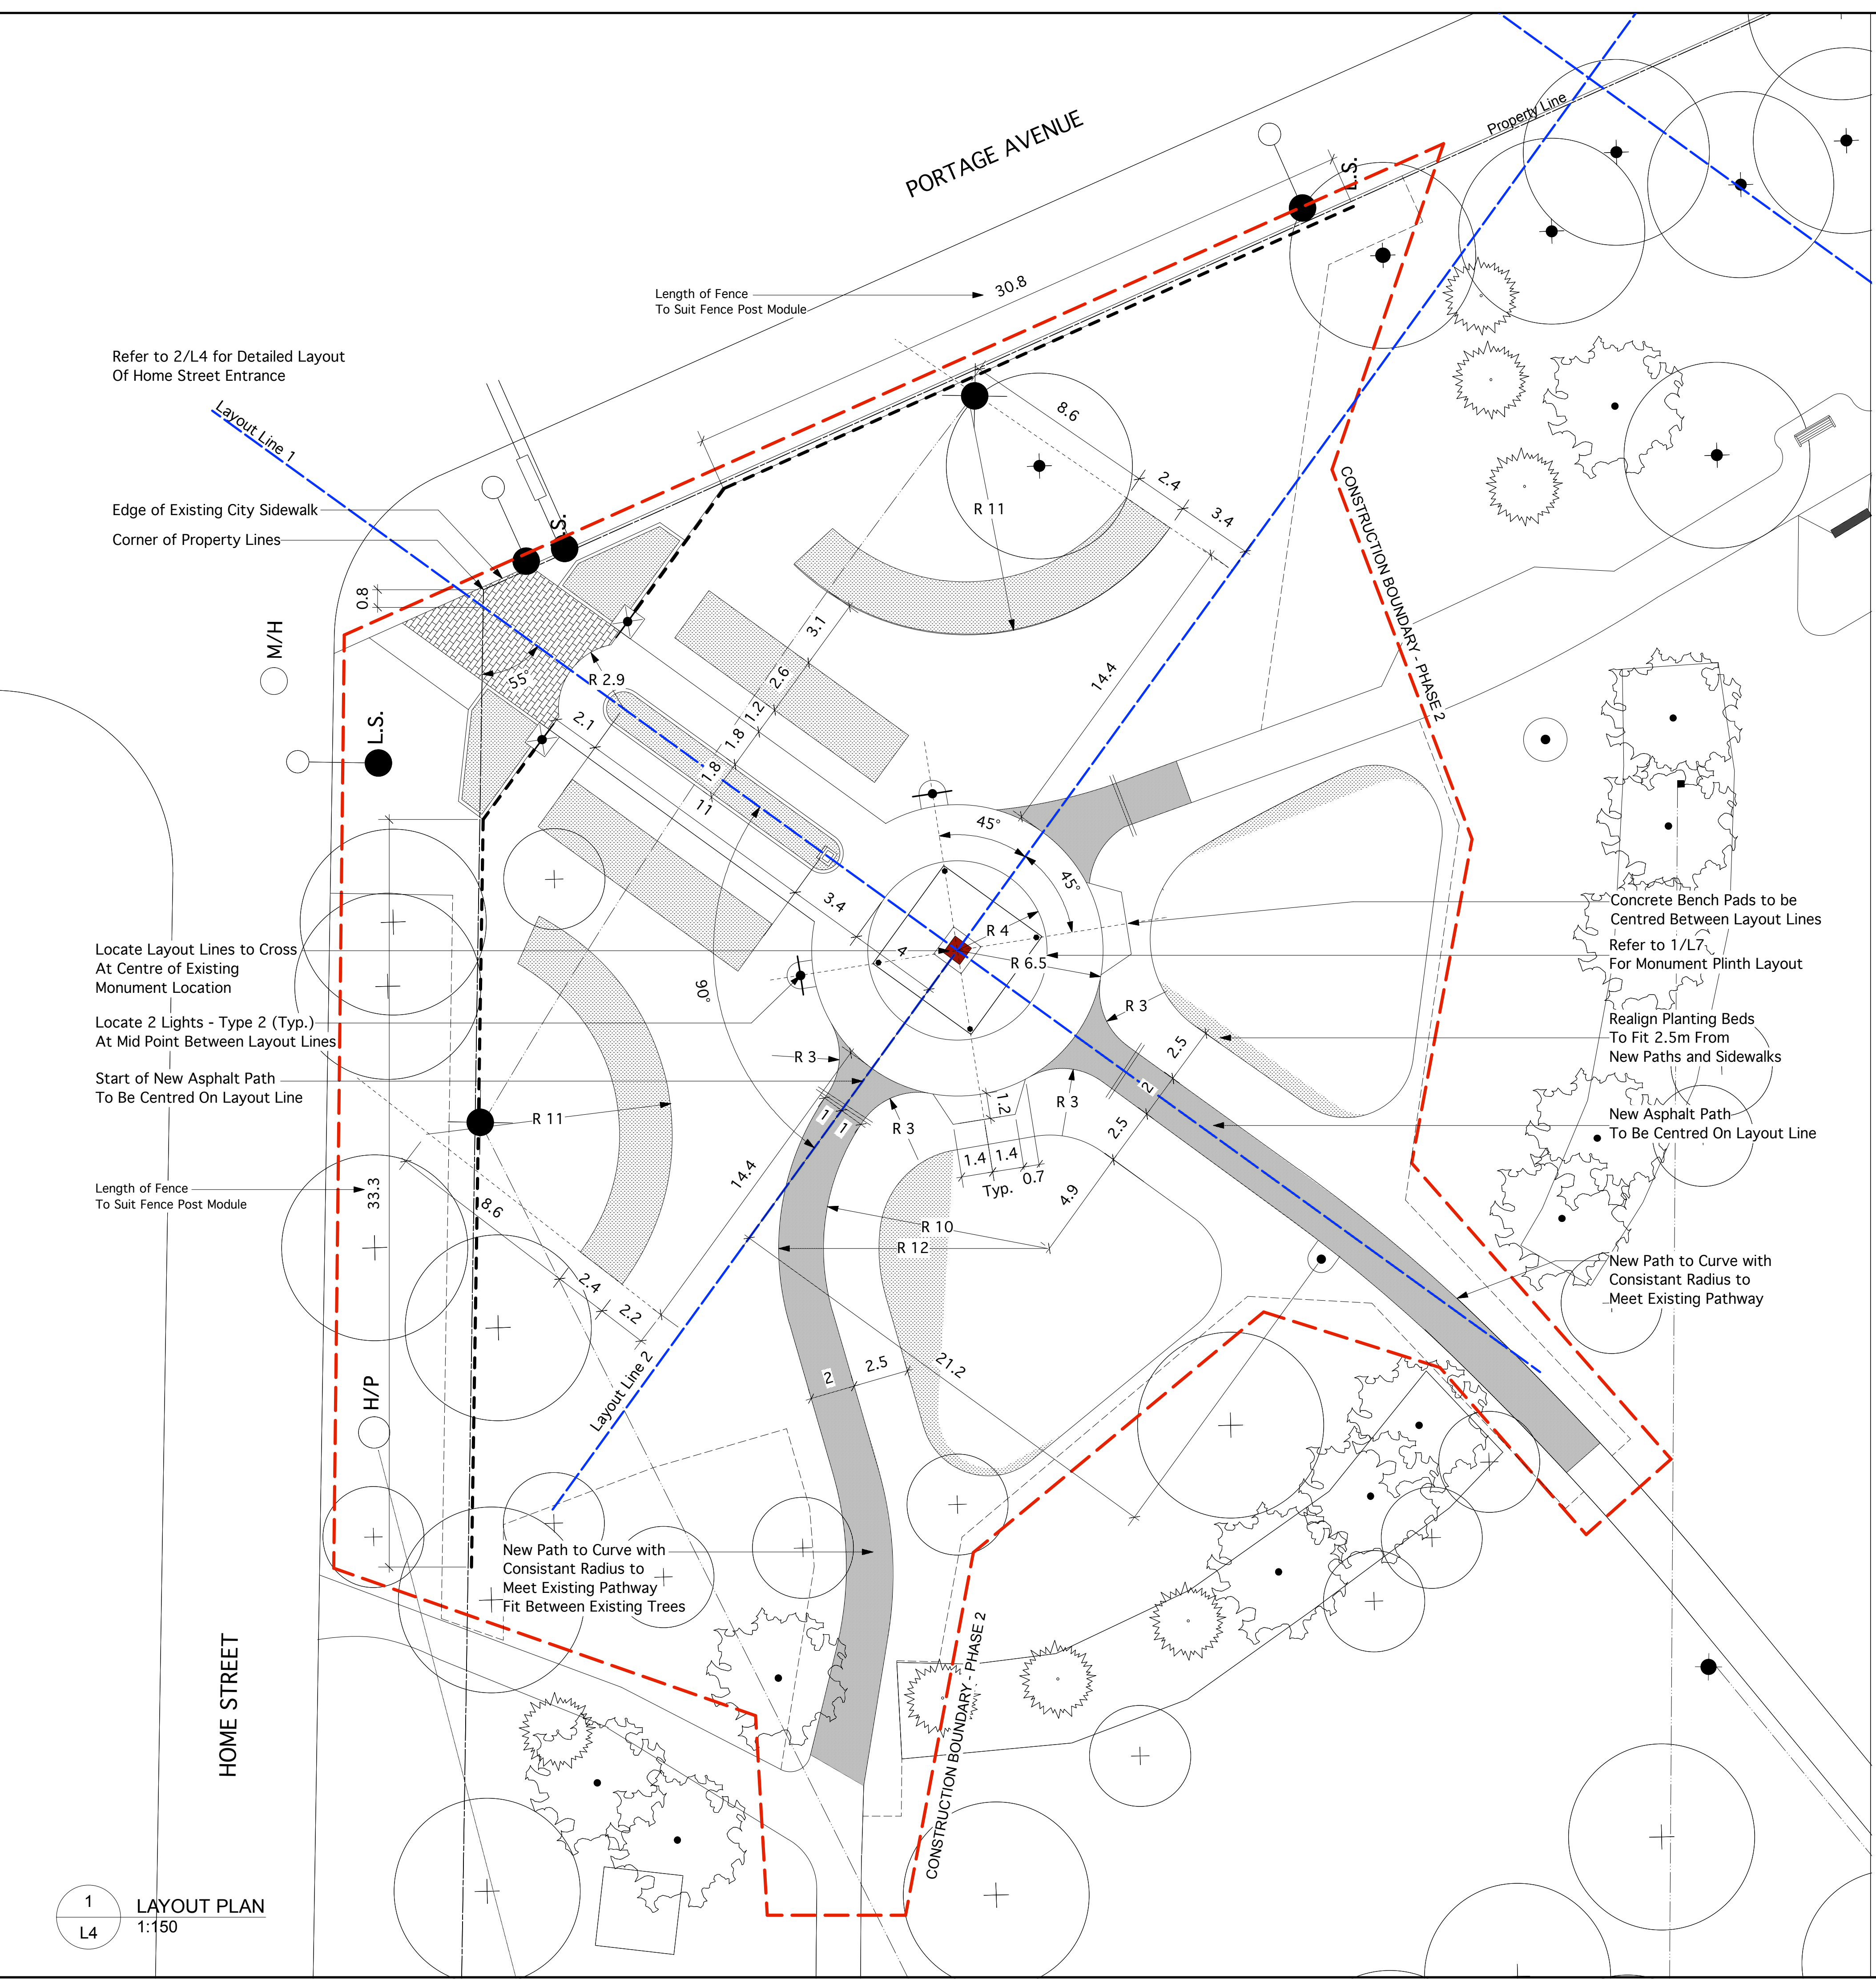 PORTAGE AVENUE
Property Line
L.S.
Length of Fence
To Suit Fence Post Module
30.8
Refer to 2/L4 for Detailed Layout
Of Home Street Entrance
Layout Line 1
8.6
2.4
3.4
R 11
CONSTRUCTION BOUNDARY - PHASE 2
Edge of Existing City Sidewalk
Corner of Property Lines
L.S.
0.8
M/H
55°
R 2.9
3.1
2.6
1.2
1.8
1.8
14.4
L.S.
2.1
11
45°
45°
3.4
R 4
4
R 6.5
90°
Concrete Bench Pads to be
Centred Between Layout Lines
Refer to 1/L7
For Monument Plinth Layout
Locate Layout Lines to Cross
At Centre of Existing
Monument Location
Locate 2 Lights - Type 2 (Typ.)
At Mid Point Between Layout Lines
R 3
R 3
2.5
Realign Planting Beds
To Fit 2.5m From
New Paths and Sidewalks
Start of New Asphalt Path
To Be Centred On Layout Line
1
1
R 3
1.2
R 3
2
2.5
New Asphalt Path
To Be Centred On Layout Line
R 11
1.4
1.4
0.7
Typ.
4.9
14.4
Length of Fence
To Suit Fence Post Module
33.3
8.6
R 10
R 12
New Path to Curve with
Consistant Radius to
Meet Existing Pathway
2.4
2.2
Layout Line 2
2
2.5
21.2
H/P
New Path to Curve with
Consistant Radius to
Meet Existing Pathway
Fit Between Existing Trees
HOME STREET
CONSTRUCTION BOUNDARY - PHASE 2
1
L4
LAYOUT PLAN
1:150